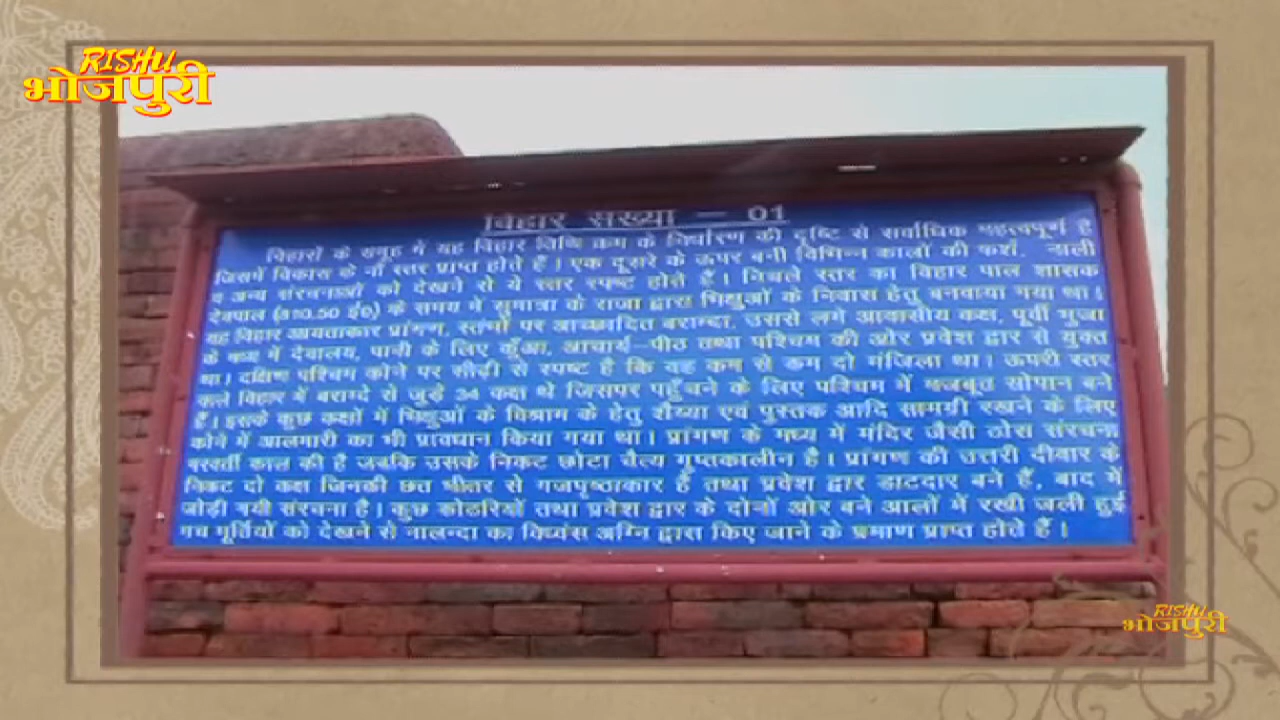 RISHU
भोजपुरी
विहार संख्या – 01
विहारों के समूह में यह विहार तिथि क्रम के निर्धारण की दृष्टि से सर्वाधिक महत्वपूर्ण है
जिसमें विकास के नौ स्तर प्राप्त होते हैं। एक दूसरे के ऊपर बनी विभिन्न कालों की फर्श, नाली
व अन्य संरचनाओं को देखने से ये स्तर स्पष्ट होते हैं। निचले स्तर का विहार पाल शासक
देवपाल (810.50 ई0) के समय में सुमात्रा के राजा द्वारा भिक्षुओं के निवास हेतु बनवाया गया था।
यह विहार आयताकार प्रांगण, स्तम्भों पर आच्छादित बराम्दा, उससे लगे आवासीय कक्ष, पूर्वी भुजा
के मध्य में देवालय, पानी के लिए कुँआ, आचार्य–पीठ तथा पश्चिम की ओर प्रवेश द्वार से युक्त
था। दक्षिण पश्चिम कोने पर सीढ़ी से स्पष्ट है कि यह कम से कम दो मंजिला था। ऊपरी स्तर
वाले विहार में बराम्दे से जुड़े 34 कक्ष थे जिसपर पहुँचने के लिए पश्चिम में मजबूत सोपान बने
हैं। इसके कुछ कक्षों में भिक्षुओं के विश्राम के हेतु शैय्या एवं पुस्तक आदि सामग्री रखने के लिए
कोने में आलमारी का भी प्रावधान किया गया था। प्रांगण के मध्य में मंदिर जैसी ठोस संरचना
परवर्ती काल की है जबकि उसके निकट छोटा चैत्य गुप्तकालीन है। प्रांगण की उत्तरी दीवार के
निकट दो कक्ष जिनकी छत भीतर से गजपृष्ठाकार हैं तथा प्रवेश द्वार डाटदार बने हैं, बाद में
जोड़ी गयी संरचना है। कुछ कोठरियों तथा प्रवेश द्वार के दोनों ओर बने आलों में रखी जली हुई
गच मूर्तियों को देखने से नालन्दा का विध्वंस अग्नि द्वारा किए जाने के प्रमाण प्राप्त होते हैं।
RISHU
भोजपुरी